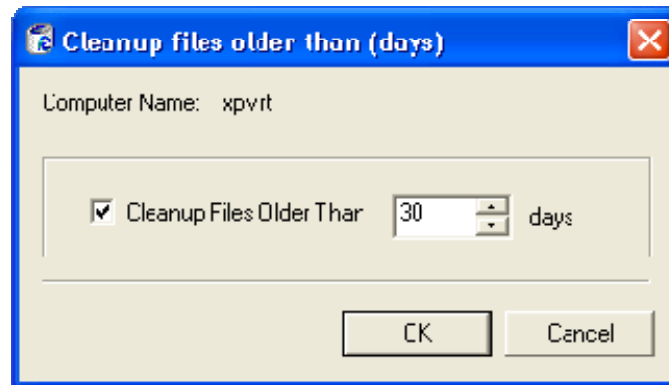 Cleanup files older than (days)
Computer Name: xpvrt
Cleanup Files Older Than 30 days
OK Cancel